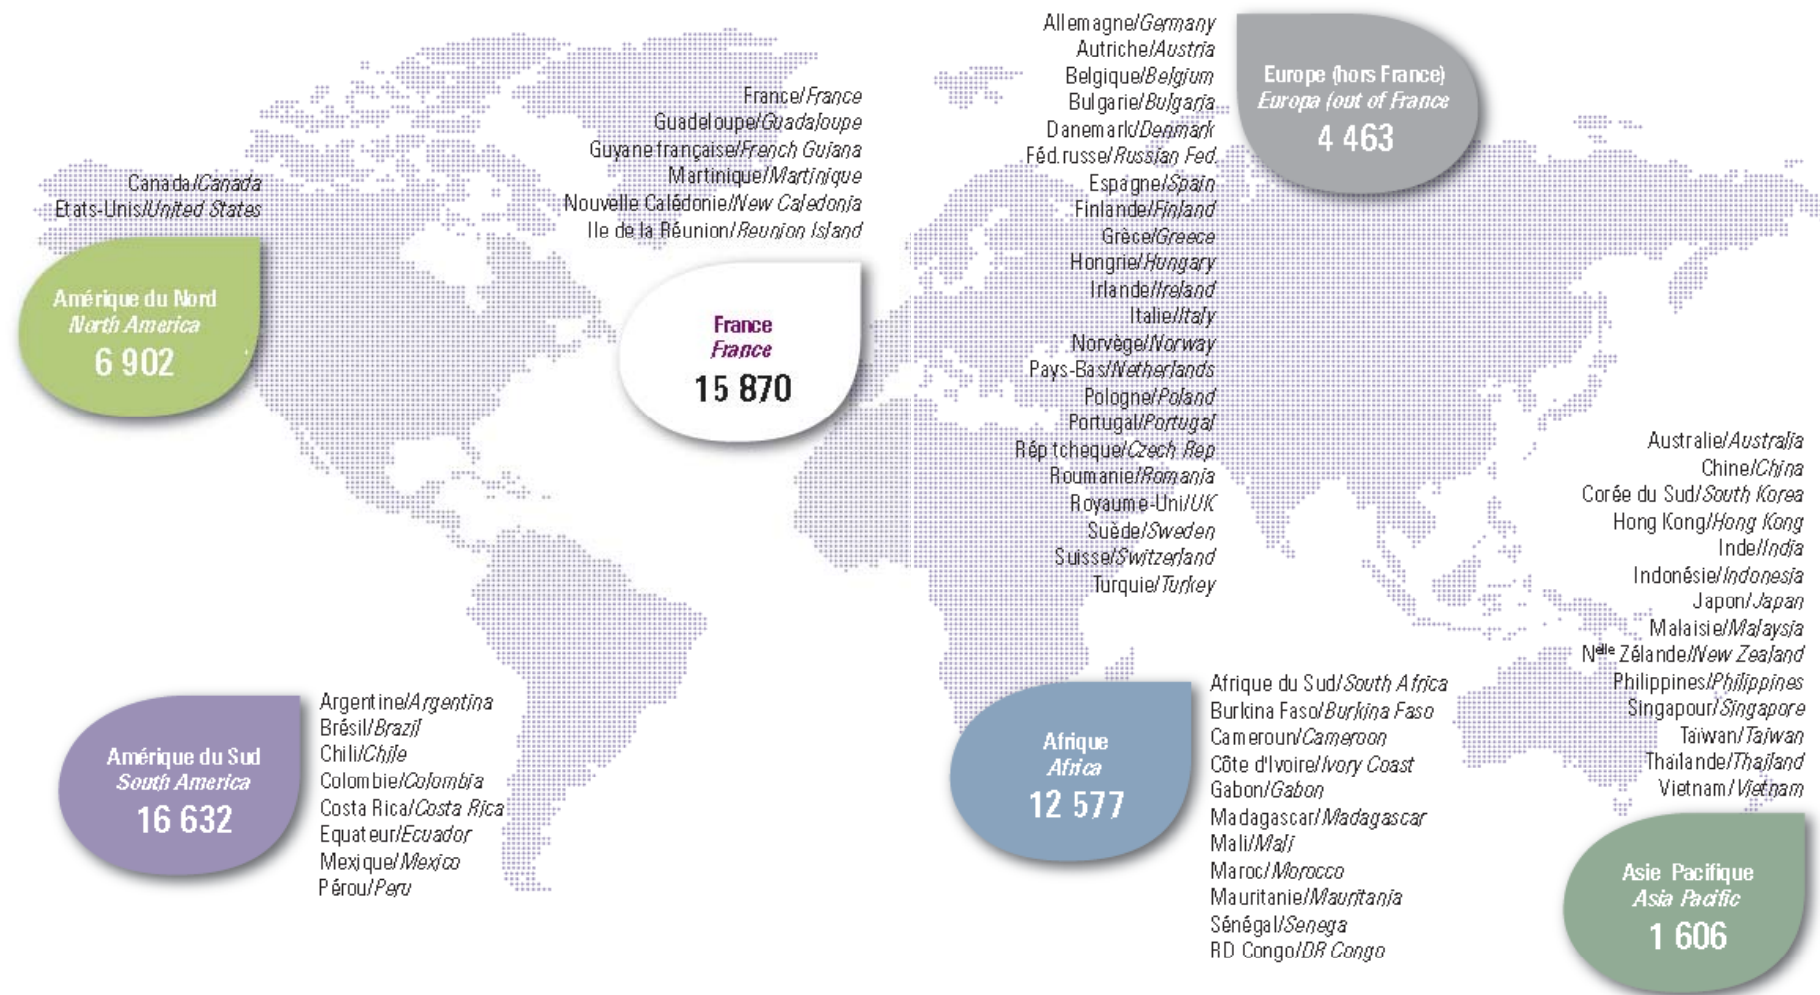 Canada/Canada
Etats-Unis/United States
Amérique du Nord
North America
6 902
France/France
Guadeloupe/Guadaloupe
Guyane française/French Guiana
Martinique/Martinique
Nouvelle Calédonie/New Caledonia
Ile de la Réunion/Reunion Island
France
France
15 870
Allemagne/Germany
Autriche/Austria
Belgique/Belgium
Bulgarie/Bulgaria
Danemark/Denmark
Féd.russe/Russian Fed.
Espagne/Spain
Finlande/Finland
Grèce/Greece
Hongrie/Hungary
Irlande/Ireland
Italie/Italy
Norvège/Norway
Pays-Bas/Netherlands
Pologne/Poland
Portugal/Portugal
Rép tcheque/Czech Rep
Roumanie/Romania
Royaume-Uni/UK
Suède/Sweden
Suisse/Switzerland
Turquie/Turkey
Europe (hors France)
Europa (out of France
4 463
Amérique du Sud
South America
16 632
Argentine/Argentina
Brésil/Brazil
Chili/Chile
Colombie/Colombia
Costa Rica/Costa Rica
Equateur/Ecuador
Mexique/Mexico
Pérou/Peru
Afrique
Africa
12 577
Afrique du Sud/South Africa
Burkina Faso/Burkina Faso
Cameroun/Cameroon
Côte d'Ivoire/Ivory Coast
Gabon/Gabon
Madagascar/Madagascar
Mali/Mali
Maroc/Morocco
Mauritanie/Mauritania
Sénégal/Senega
RD Congo/DR Congo
Australie/Australia
Chine/China
Corée du Sud/South Korea
Hong Kong/Hong Kong
Inde/India
Indonésie/Indonesia
Japon/Japan
Malaisie/Malaysia
Nelle Zélande/New Zealand
Philippines/Philippines
Singapour/Singapore
Taïwan/Taiwan
Thaïlande/Thailand
Vietnam/Vietnam
Asie Pacifique
Asia Pacific
1 606